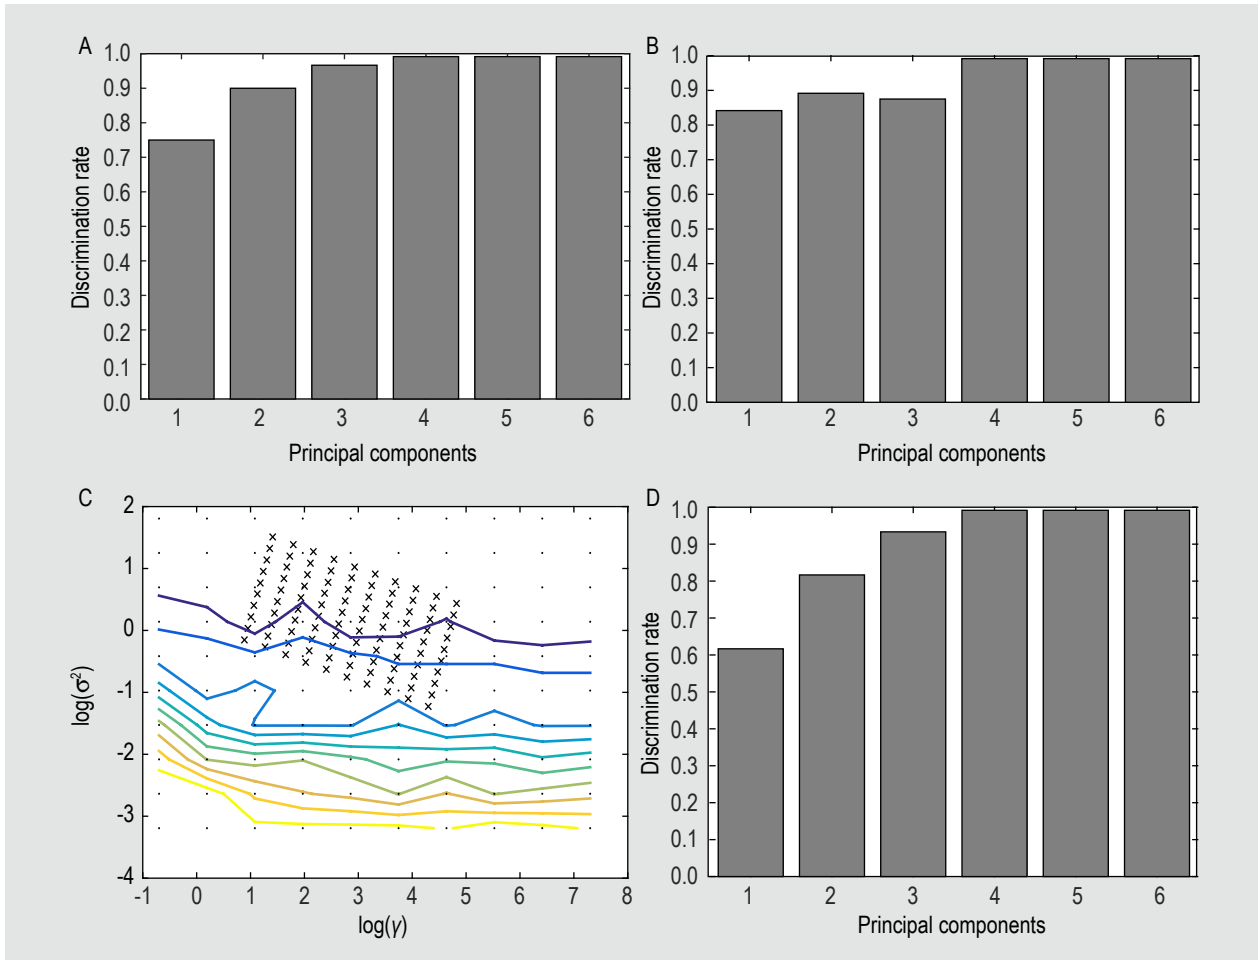 A
1.0
0.9
0.8
0.7
0.6
0.5
0.4
0.3
0.2
0.1
0.0
Discrimination rate
1 2 3 4 5 6
Principal components
B
1.0
0.9
0.8
0.7
0.6
0.5
0.4
0.3
0.2
0.1
0.0
Discrimination rate
1 2 3 4 5 6
Principal components
C
2
1
0
-1
-2
-3
-4
log(σ²)
-1 0 1 2 3 4 5 6 7 8
log(γ)
D
1.0
0.9
0.8
0.7
0.6
0.5
0.4
0.3
0.2
0.1
0.0
Discrimination rate
1 2 3 4 5 6
Principal components